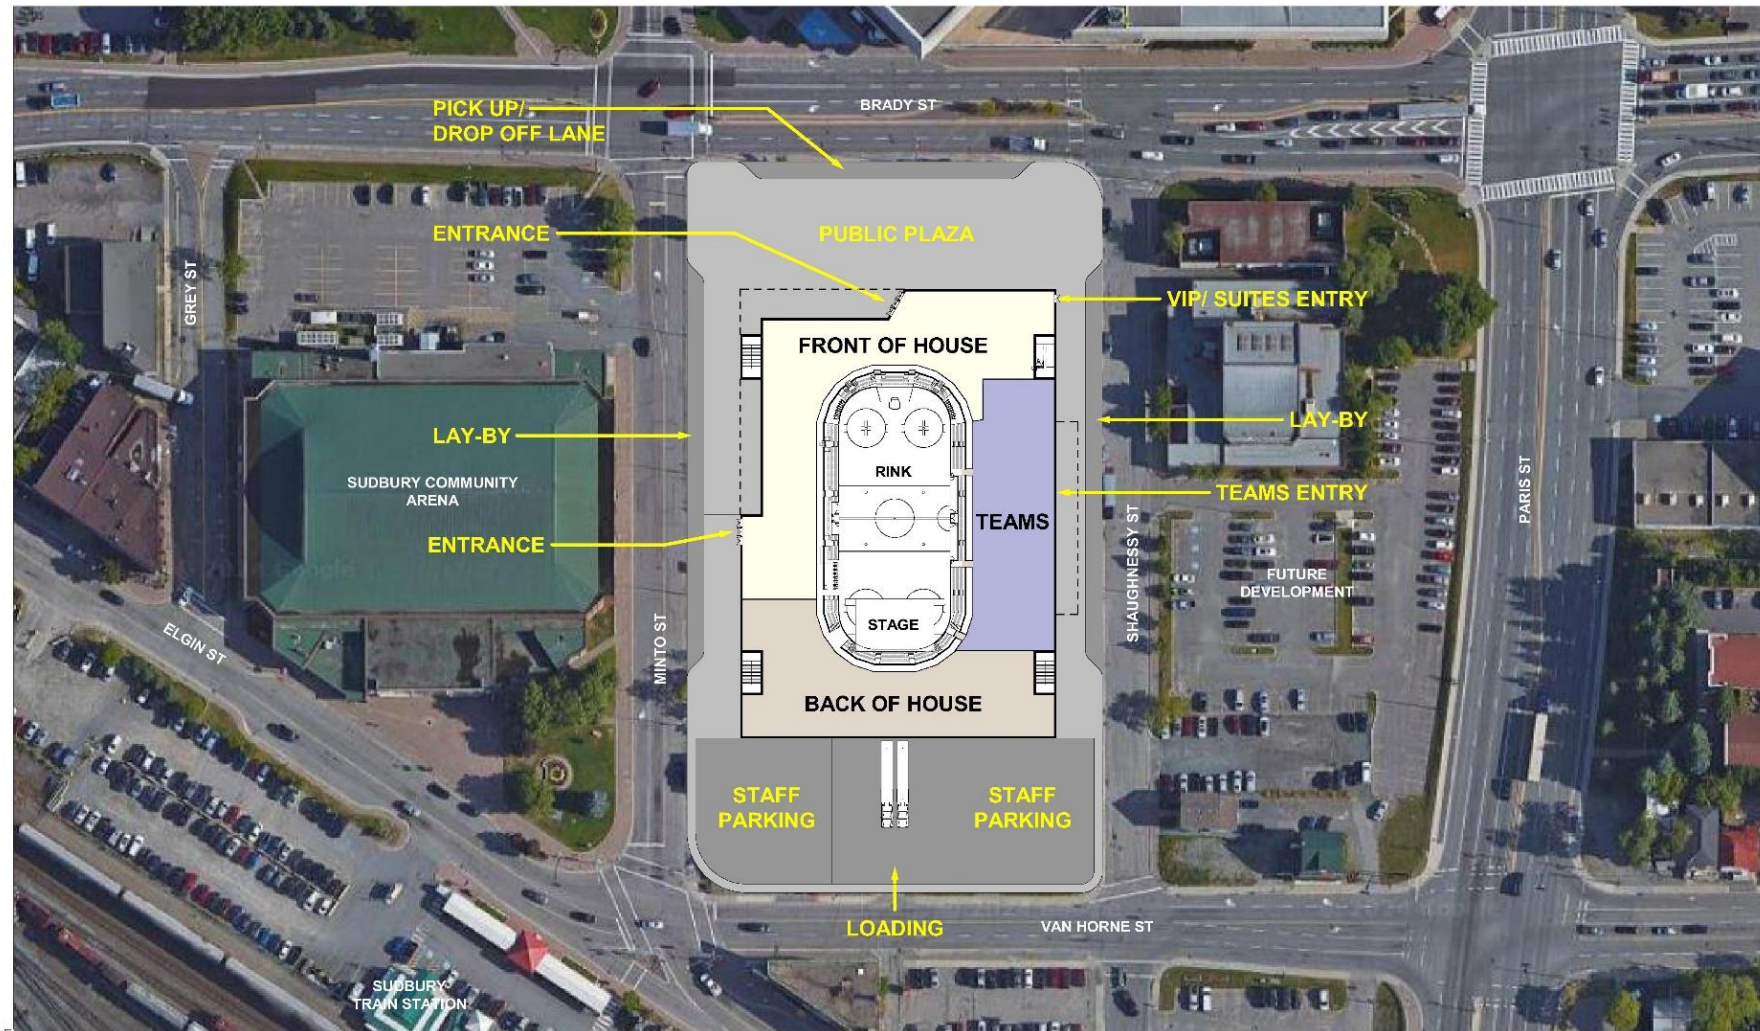 BRADY ST
PICK UP/
DROP OFF LANE
ENTRANCE
PUBLIC PLAZA
GREY ST
VIP/ SUITES ENTRY
FRONT OF HOUSE
LAY-BY
LAY-BY
RINK
SUDBURY COMMUNITY
ARENA
TEAMS ENTRY
PARIS ST
TEAMS
ENTRANCE
SHAUGHNESSY ST
FUTURE
DEVELOPMENT
STAGE
ELGIN ST
MINTO ST
BACK OF HOUSE
STAFF
PARKING
STAFF
PARKING
LOADING
VAN HORNE ST
SUDBURY
TRAIN STATION